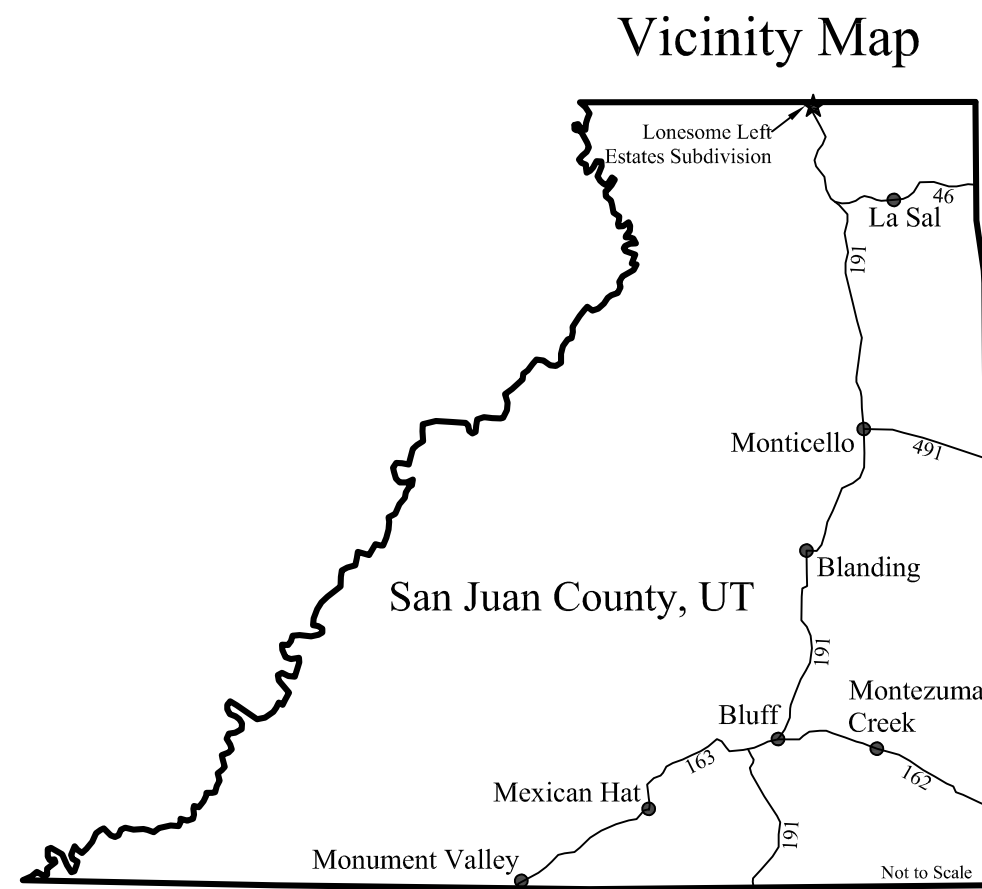 Vicinity Map
Lonesome Left
Estates Subdivision
46
La Sal
191
Monticello
491
Blanding
San Juan County, UT
191
Montezuma
Creek
Bluff
163
162
Mexican Hat
191
Monument Valley
Not to Scale